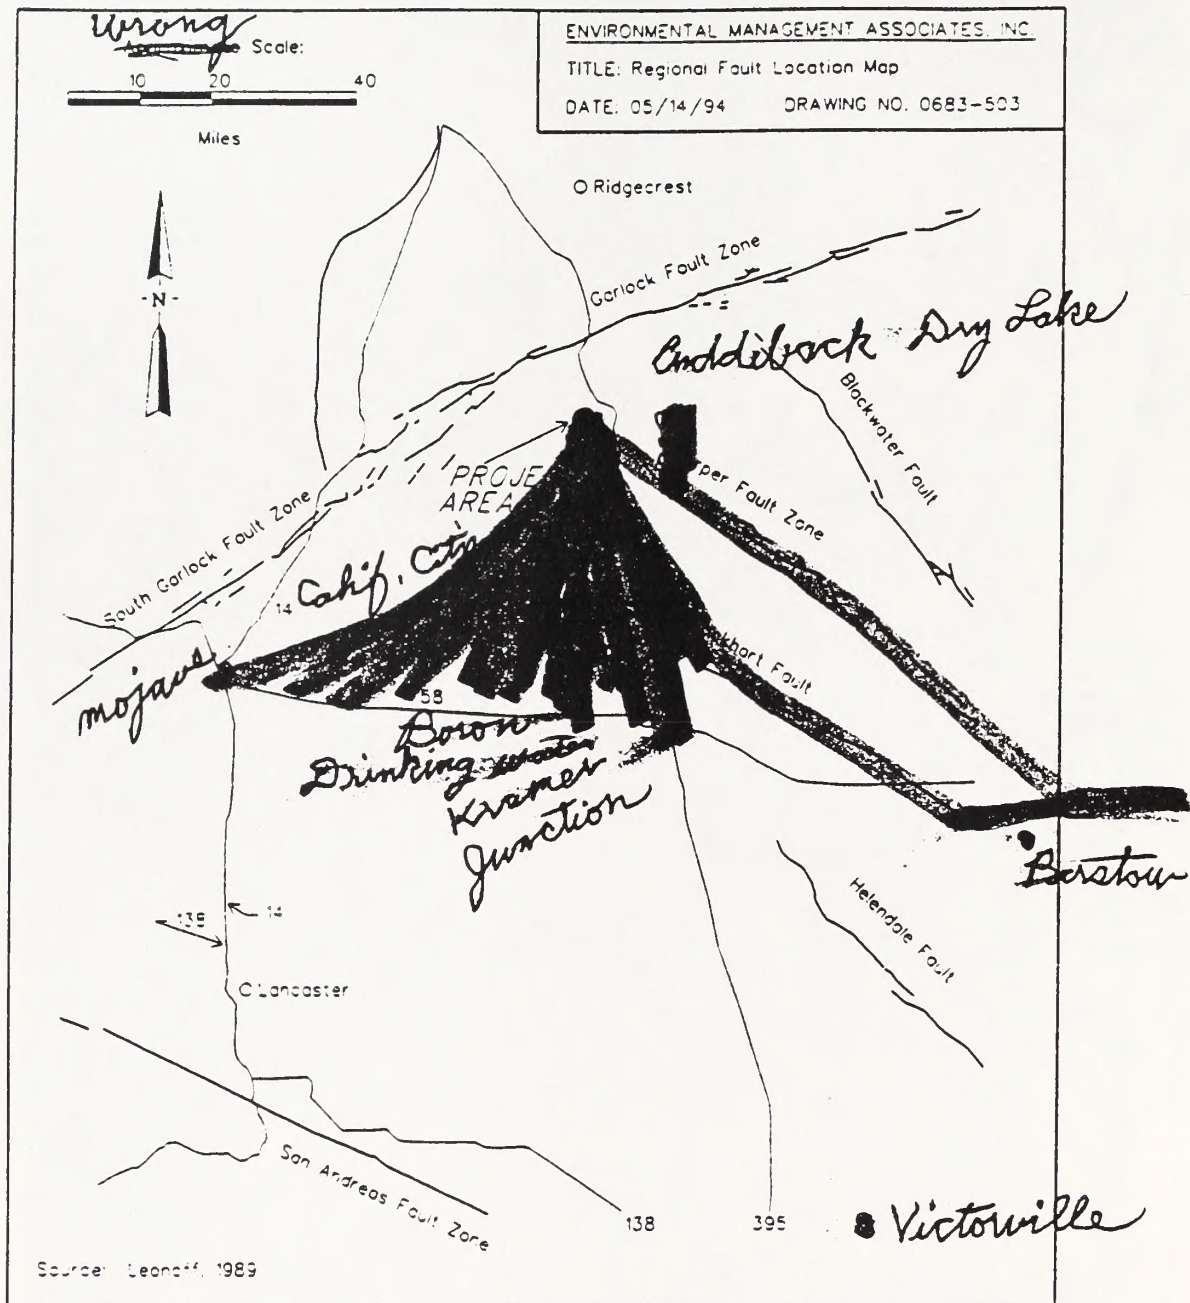 wrong
Scale:
10 20 40
Miles
ENVIRONMENTAL MANAGEMENT ASSOCIATES, INC.
TITLE: Regional Fault Location Map
DATE: 05/14/94 DRAWING NO. 0683-503
-N-
Ridgecrest
Garlock Fault Zone
Cuddiback Dry Lake
Blackwater Fault
PROJE
AREA
per Fault Zone
South Garlock Fault Zone
14
Calif. City
khart Fault
mojave
58
Boron
Drinking water
Kramer
Junction
Barstow
Helendale Fault
138
14
Lancaster
San Andreas Fault Zone
138
395
Victorville
Source: Leonoff, 1989